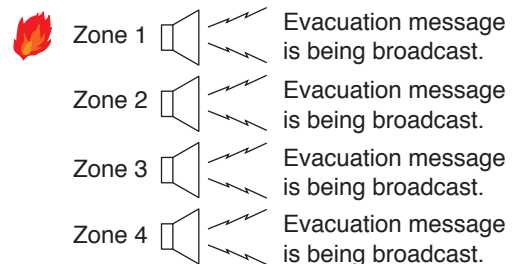 Zone 1
Evacuation message
is being broadcast.
Zone 2
Evacuation message
is being broadcast.
Zone 3
Evacuation message
is being broadcast.
Zone 4
Evacuation message
is being broadcast.